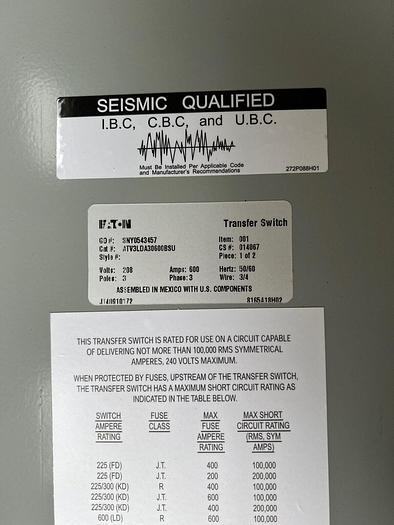 SEISMIC QUALIFIED
I.B.C, C.B.C, and U.B.C.
Must Be Installed Per Applicable Code
and Manufacturer's Recommendations
272P088H01
EATON Transfer Switch
GO #: SNY0543457 Item: 001
Cat #: ATV3LDA30600BSU CS #: 014867
Style #: Piece: 1 of 2
Volts: 208 Amps: 600 Hertz: 50/60
Poles: 3 Phase: 3 Wire: 3/4
ASSEMBLED IN MEXICO WITH U.S. COMPONENTS
8165418H02
THIS TRANSFER SWITCH IS RATED FOR USE ON A CIRCUIT CAPABLE
OF DELIVERING NOT MORE THAN 100,000 RMS SYMMETRICAL
AMPERES, 240 VOLTS MAXIMUM.
WHEN PROTECTED BY FUSES, UPSTREAM OF THE TRANSFER SWITCH,
THE TRANSFER SWITCH HAS A MAXIMUM SHORT CIRCUIT RATING AS
INDICATED IN THE TABLE BELOW.
SWITCH FUSE MAX MAX SHORT
AMPERE CLASS FUSE CIRCUIT RATING
RATING AMPERE (RMS, SYM
RATING AMPS)
225 (FD) J.T. 400 100,000
225 (FD) J.T. 200 200,000
225/300 (KD) R 400 100,000
225/300 (KD) J.T. 600 100,000
225/300 (KD) J.T. 400 200,000
600 (LD) R 600 100,000